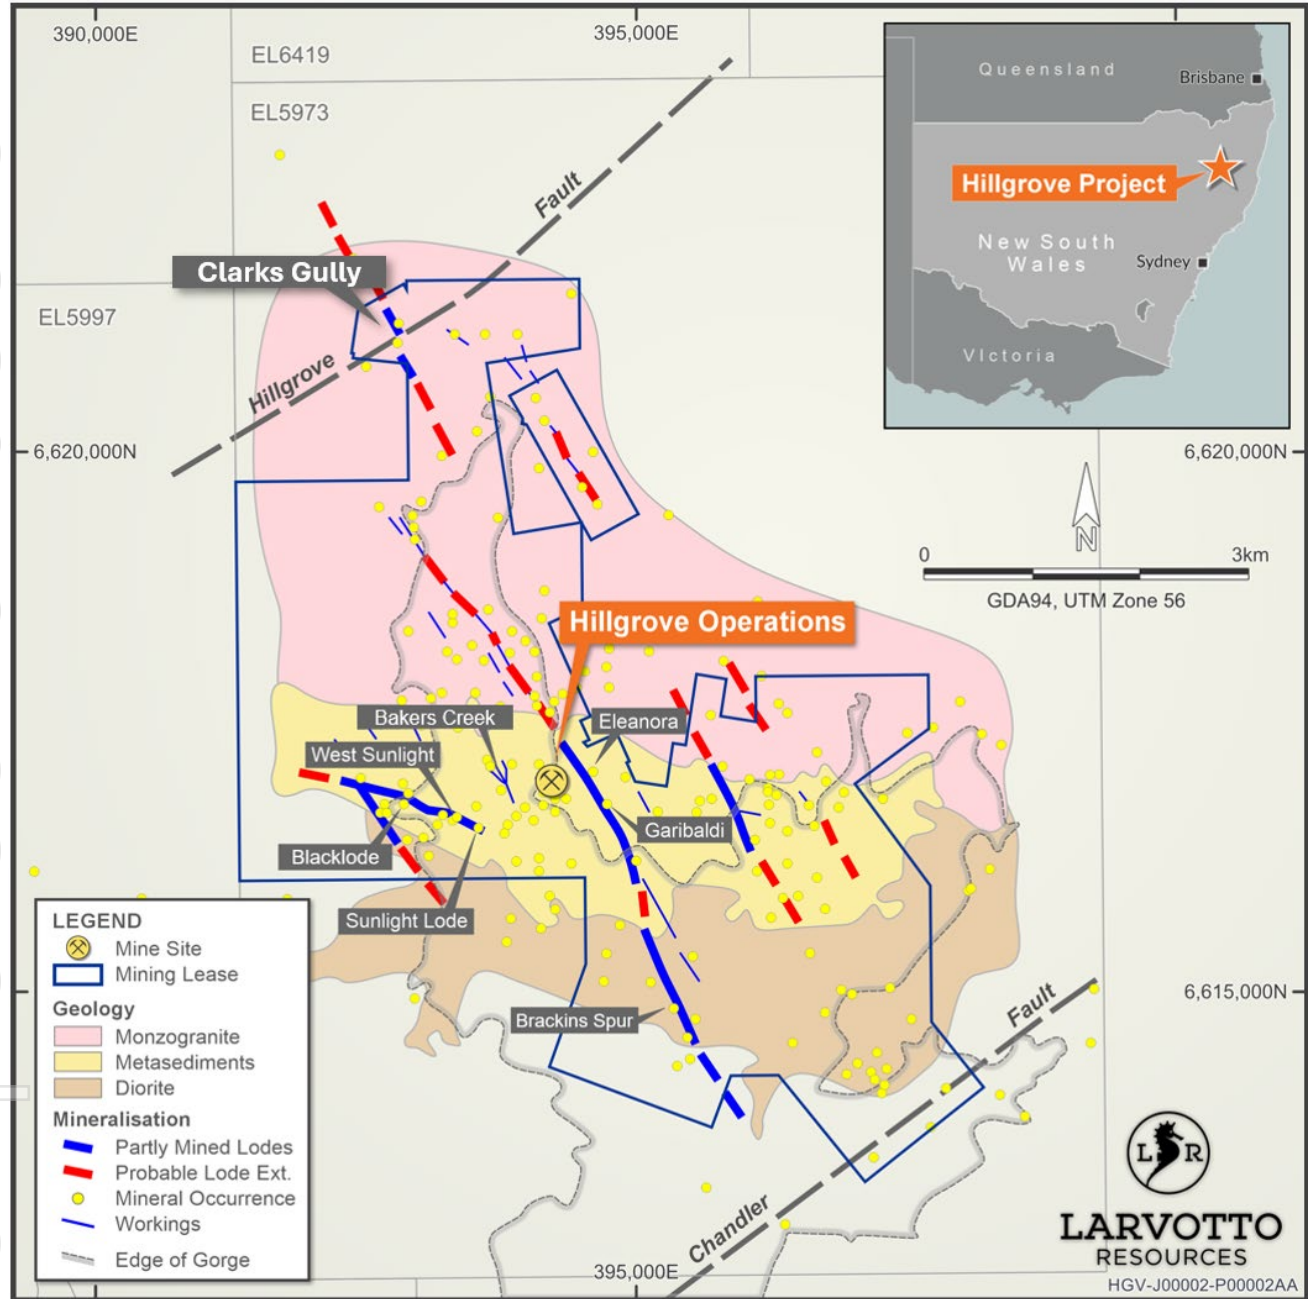 390,000E
395,000E
EL6419
EL5973
Queensland
Brisbane
Hillgrove Project
New South
Wales
Sydney
VIctoria
Fault
Clarks Gully
EL5997
Hillgrove
6,620,000N
6,620,000N
N
0
3km
GDA94, UTM Zone 56
Hillgrove Operations
Bakers Creek
Eleanora
West Sunlight
Garibaldi
Blacklode
Sunlight Lode
LEGEND
Mine Site
Mining Lease
Geology
Monzogranite
Metasediments
Diorite
Mineralisation
Partly Mined Lodes
Probable Lode Ext.
Mineral Occurrence
Workings
Edge of Gorge
Brackins Spur
6,615,000N
Fault
Chandler
395,000E
L R
LARVOTTO
RESOURCES
HGV-J00002-P00002AA